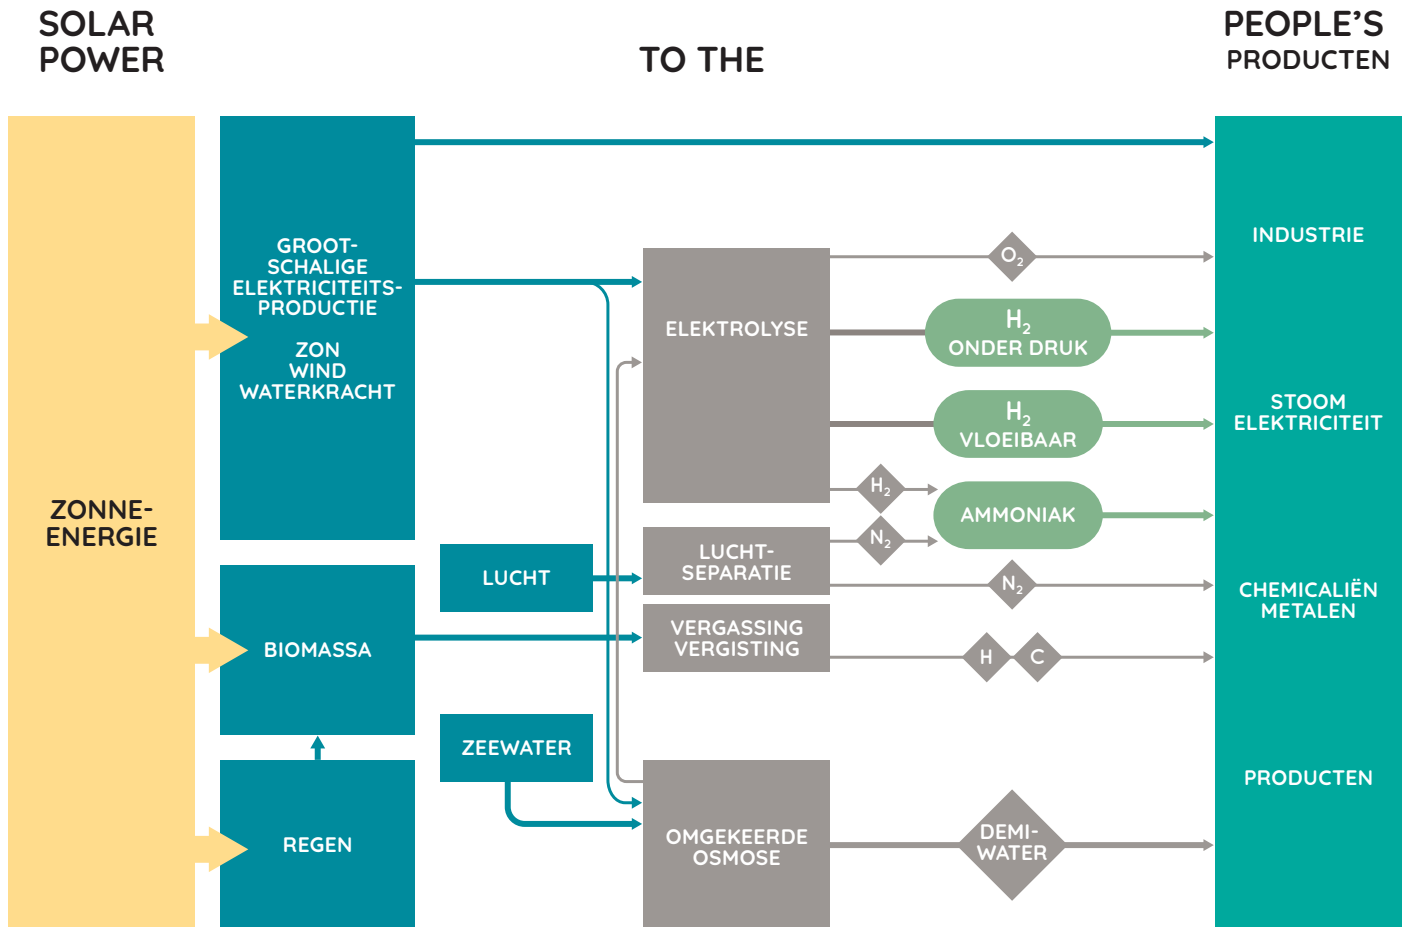 SOLAR
POWER
TO THE
PEOPLE’S
PRODUCTEN
ZONNE-
ENERGIE
GROOT-
SCHALIGE
ELEKTRICITEITS-
PRODUCTIE
ZON
WIND
WATERKRACHT
BIOMASSA
REGEN
LUCHT
ZEEWATER
ELEKTROLYSE
LUCHT-
SEPARATIE
VERGASSING
VERGISTING
OMGEKEERDE
OSMOSE
O₂
H₂
ONDER DRUK
H₂
VLOEIBAAR
H₂
N₂
AMMONIAK
N₂
H
C
DEMI-
WATER
INDUSTRIE
STOOM
ELEKTRICITEIT
CHEMICALIËN
METALEN
PRODUCTEN